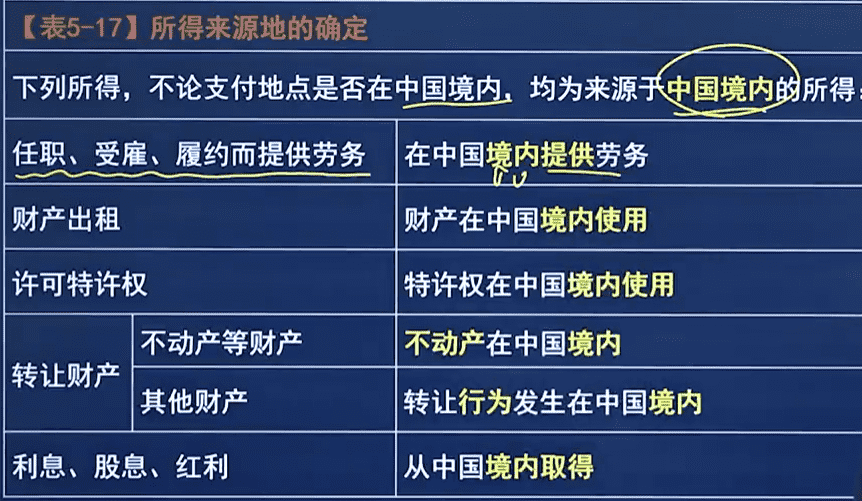 【表5-17】所得来源地的确定
下列所得，不论支付地点是否在中国境内，均为来源于中国境内的所得：
任职、受雇、履约而提供劳务 在中国境内提供劳务
财产出租 财产在中国境内使用
许可特许权 特许权在中国境内使用
转让财产 不动产等财产 不动产在中国境内
其他财产 转让行为发生在中国境内
利息、股息、红利 从中国境内取得